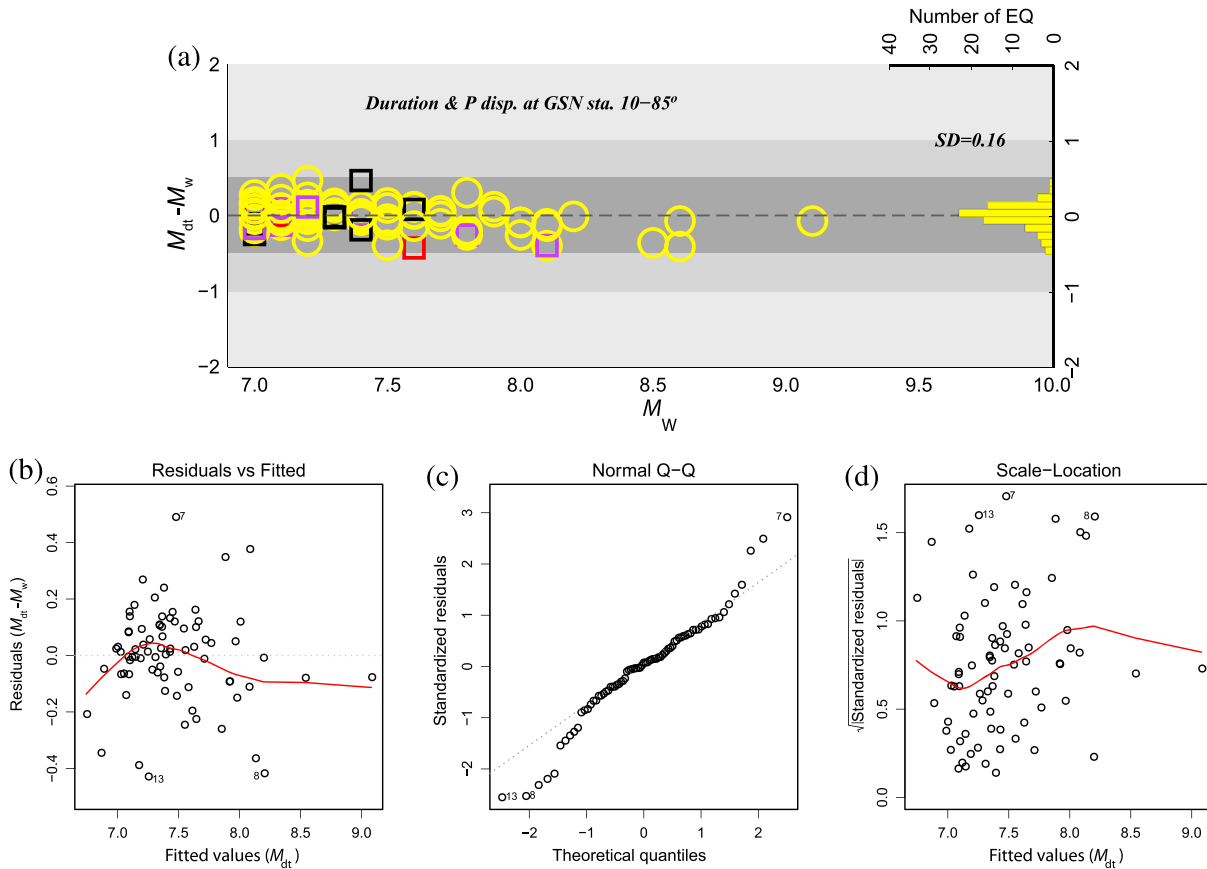 Number of EQ
40 30 20 10 0
(a)
Duration & P disp. at GSN sta. 10−85º
SD=0.16
2 1 0 −1 −2
Mdt-Mw
2 1 0 −1 −2
7.0 7.5 8.0 8.5 9.0 9.5 10.0
MW
(b)
Residuals vs Fitted
0.6 0.4 0.2 0.0 −0.2 −0.4
Residuals (Mdt-Mw)
7
13
8
7.0 7.5 8.0 8.5 9.0
Fitted values (Mdt)
(c)
Normal Q−Q
3 2 1 0 −1 −2
Standardized residuals
7
13
8
−2 −1 0 1 2
Theoretical quantiles
(d)
Scale−Location
1.5 1.0 0.5 0.0
√|Standardized residuals|
7
13
8
7.0 7.5 8.0 8.5 9.0
Fitted values (Mdt)